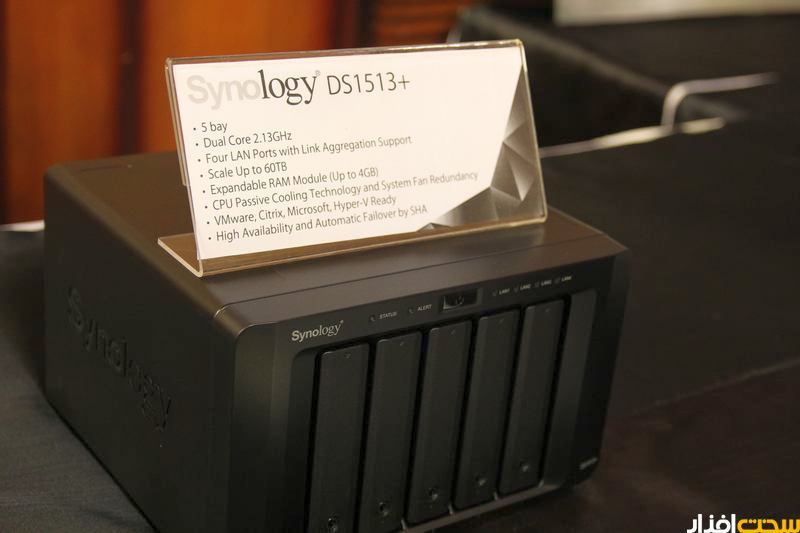 Synology® DS1513+
• 5 bay
• Dual Core 2.13GHz
• Four LAN Ports with Link Aggregation Support
• Scale Up to 60TB
• Expandable RAM Module (Up to 4GB)
• CPU Passive Cooling Technology and System Fan Redundancy
• VMware, Citrix, Microsoft, Hyper-V Ready
• High Availability and Automatic Failover by SHA
Synology®
STATUS
ALERT
LAN1
LAN2
LAN3
LAN4
Synology
سخت‌افزار